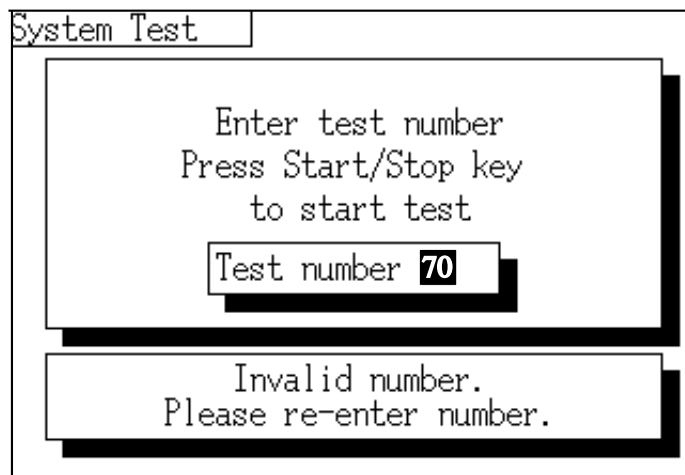 System Test
Enter test number
Press Start/Stop key
to start test
Test number 70
Invalid number.
Please re-enter number.